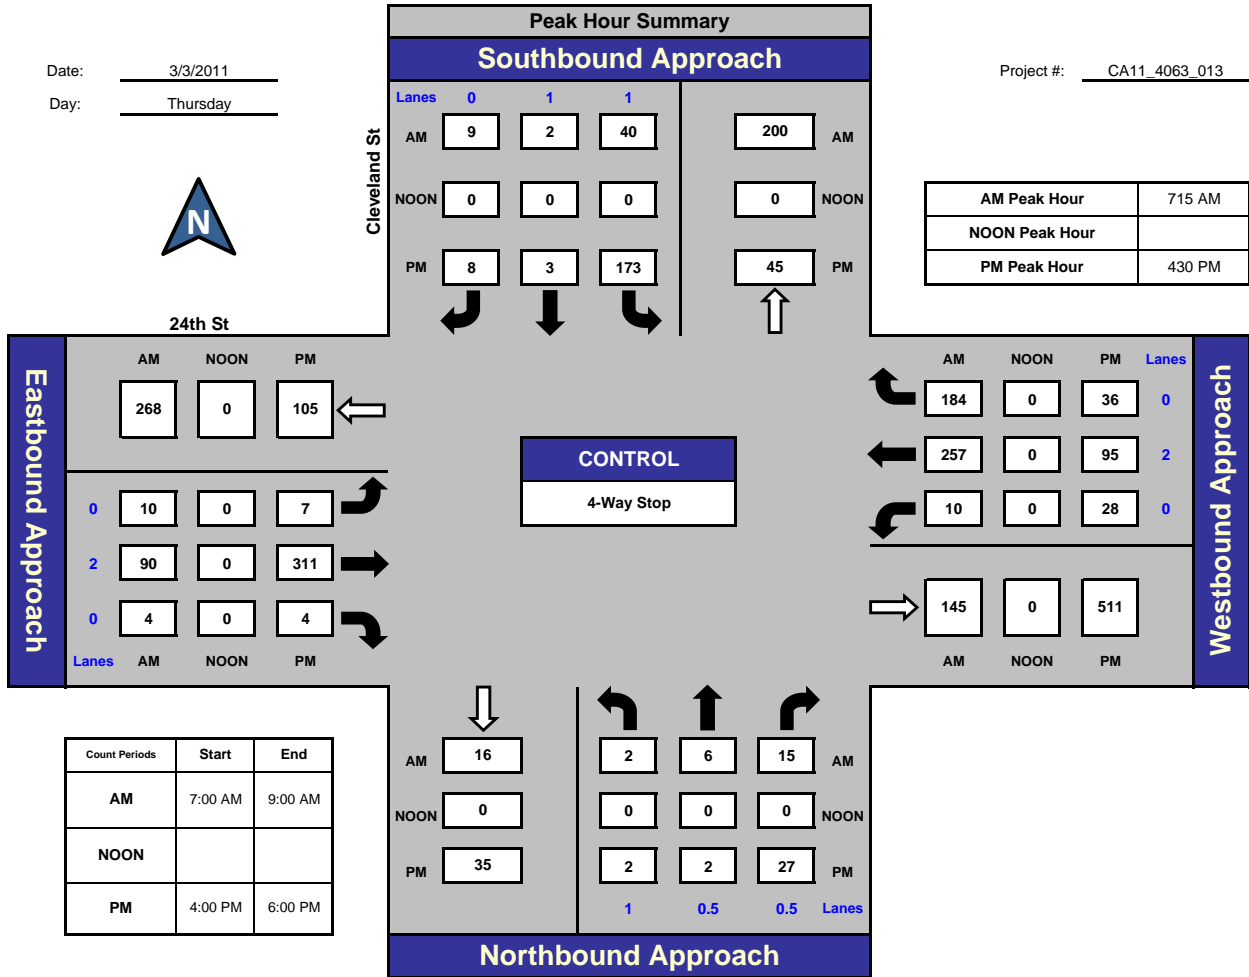 Peak Hour Summary
Southbound Approach
Date: 3/3/2011
Project #: CA11_4063_013
Day: Thursday
Cleveland St
Lanes 0 1 1
AM 9 2 40 200 AM
NOON 0 0 0 0 NOON
PM 8 3 173 45 PM
N
AM Peak Hour 715 AM
NOON Peak Hour
PM Peak Hour 430 PM
24th St
Eastbound Approach
AM NOON PM
268 0 105
0 10 0 7
2 90 0 311
0 4 0 4
Lanes AM NOON PM
CONTROL
4-Way Stop
AM NOON PM Lanes
184 0 36 0
257 0 95 2
10 0 28 0
145 0 511
AM NOON PM
Westbound Approach
Count Periods Start End
AM 7:00 AM 9:00 AM
NOON
PM 4:00 PM 6:00 PM
AM 16 2 6 15 AM
NOON 0 0 0 0 NOON
PM 35 2 2 27 PM
1 0.5 0.5 Lanes
Northbound Approach